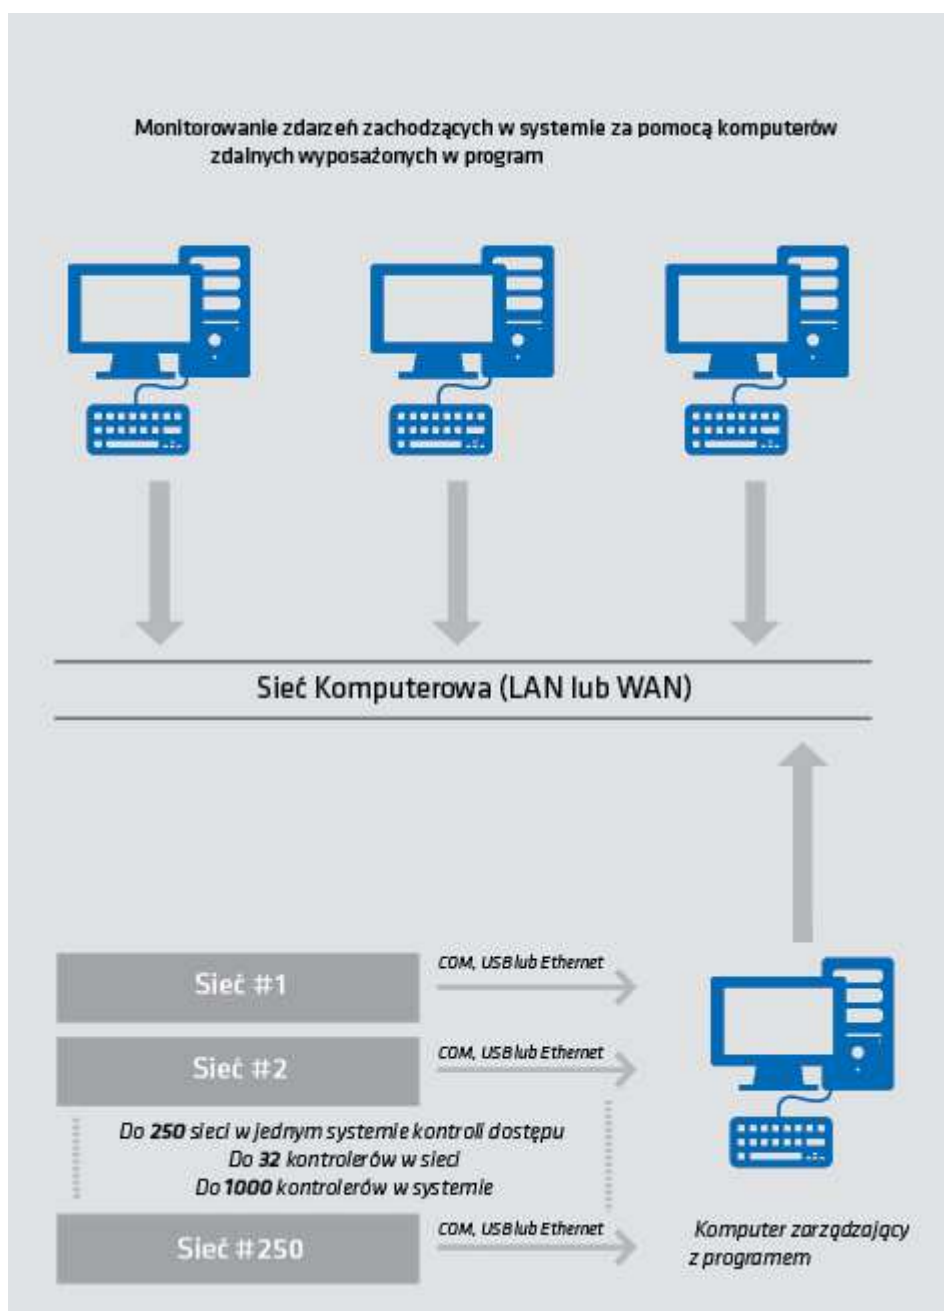 Monitorowanie zdarzeń zachodzących w systemie za pomocą komputerów
zdalnych wyposażonych w program
Sieć Komputerowa (LAN lub WAN)
Sieć #1
COM, USB lub Ethernet
Sieć #2
COM, USB lub Ethernet
Do 250 sieci w jednym systemie kontroli dostępu
Do 32 kontrolerów w sieci
Do 1000 kontrolerów w systemie
Sieć #250
COM, USB lub Ethernet
Komputer zarządzający
z programem